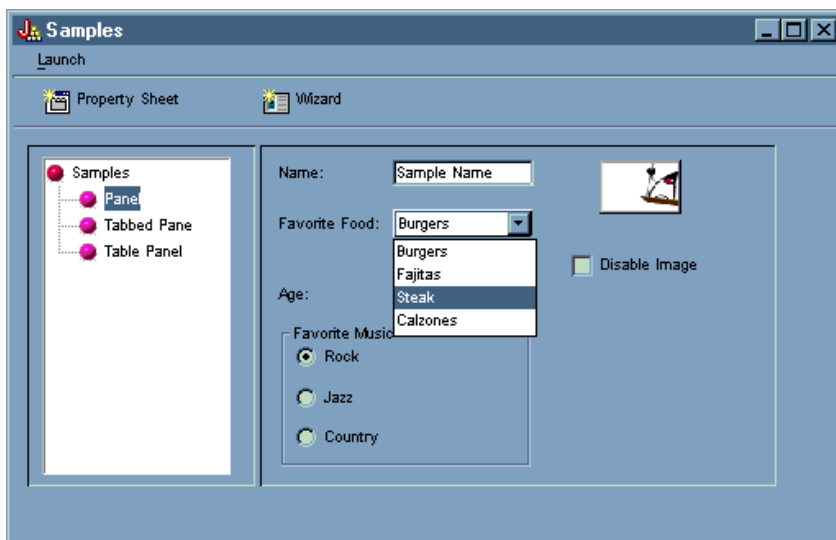 Samples
Launch
Property Sheet Wizard
Samples
Panel
Tabbed Pane
Table Panel
Name: Sample Name
Favorite Food: Burgers
Burgers
Fajitas
Steak
Calzones
Disable Image
Age:
Favorite Music
Rock
Jazz
Country